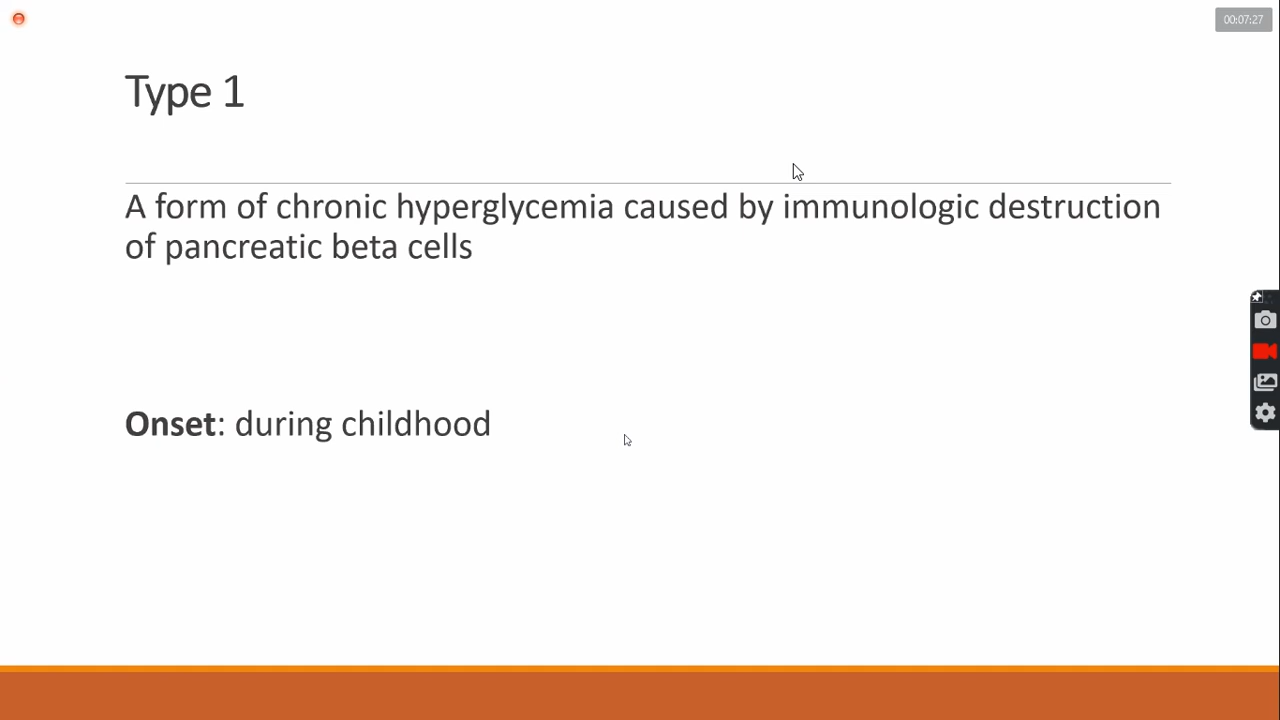 00:07:27
Type 1
A form of chronic hyperglycemia caused by immunologic destruction
of pancreatic beta cells
Onset: during childhood